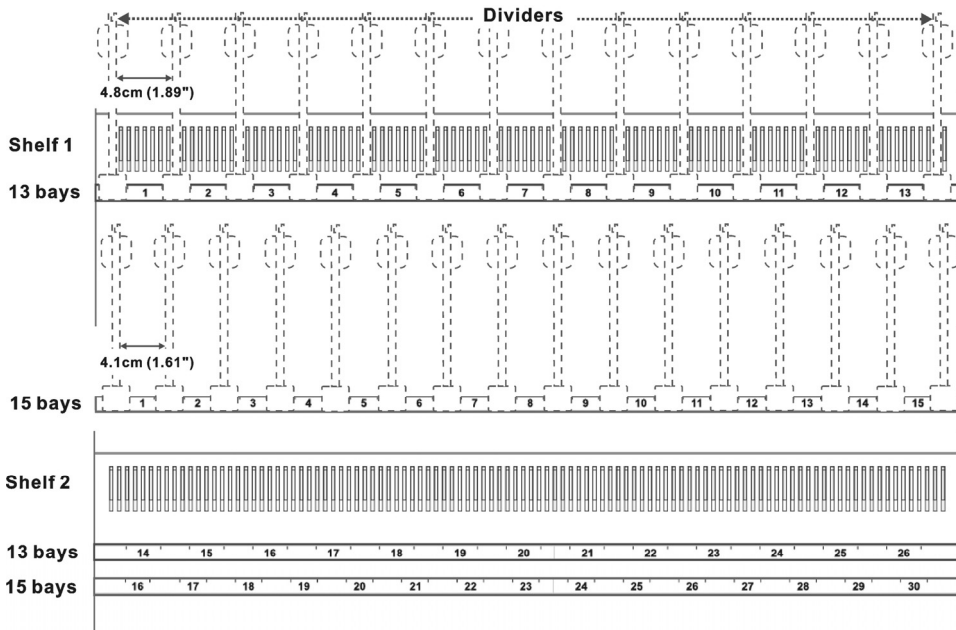 Dividers
4.8cm (1.89")
Shelf 1
13 bays 1 2 3 4 5 6 7 8 9 10 11 12 13
4.1cm (1.61")
15 bays 1 2 3 4 5 6 7 8 9 10 11 12 13 14 15
Shelf 2
13 bays 14 15 16 17 18 19 20 21 22 23 24 25 26
15 bays 16 17 18 19 20 21 22 23 24 25 26 27 28 29 30